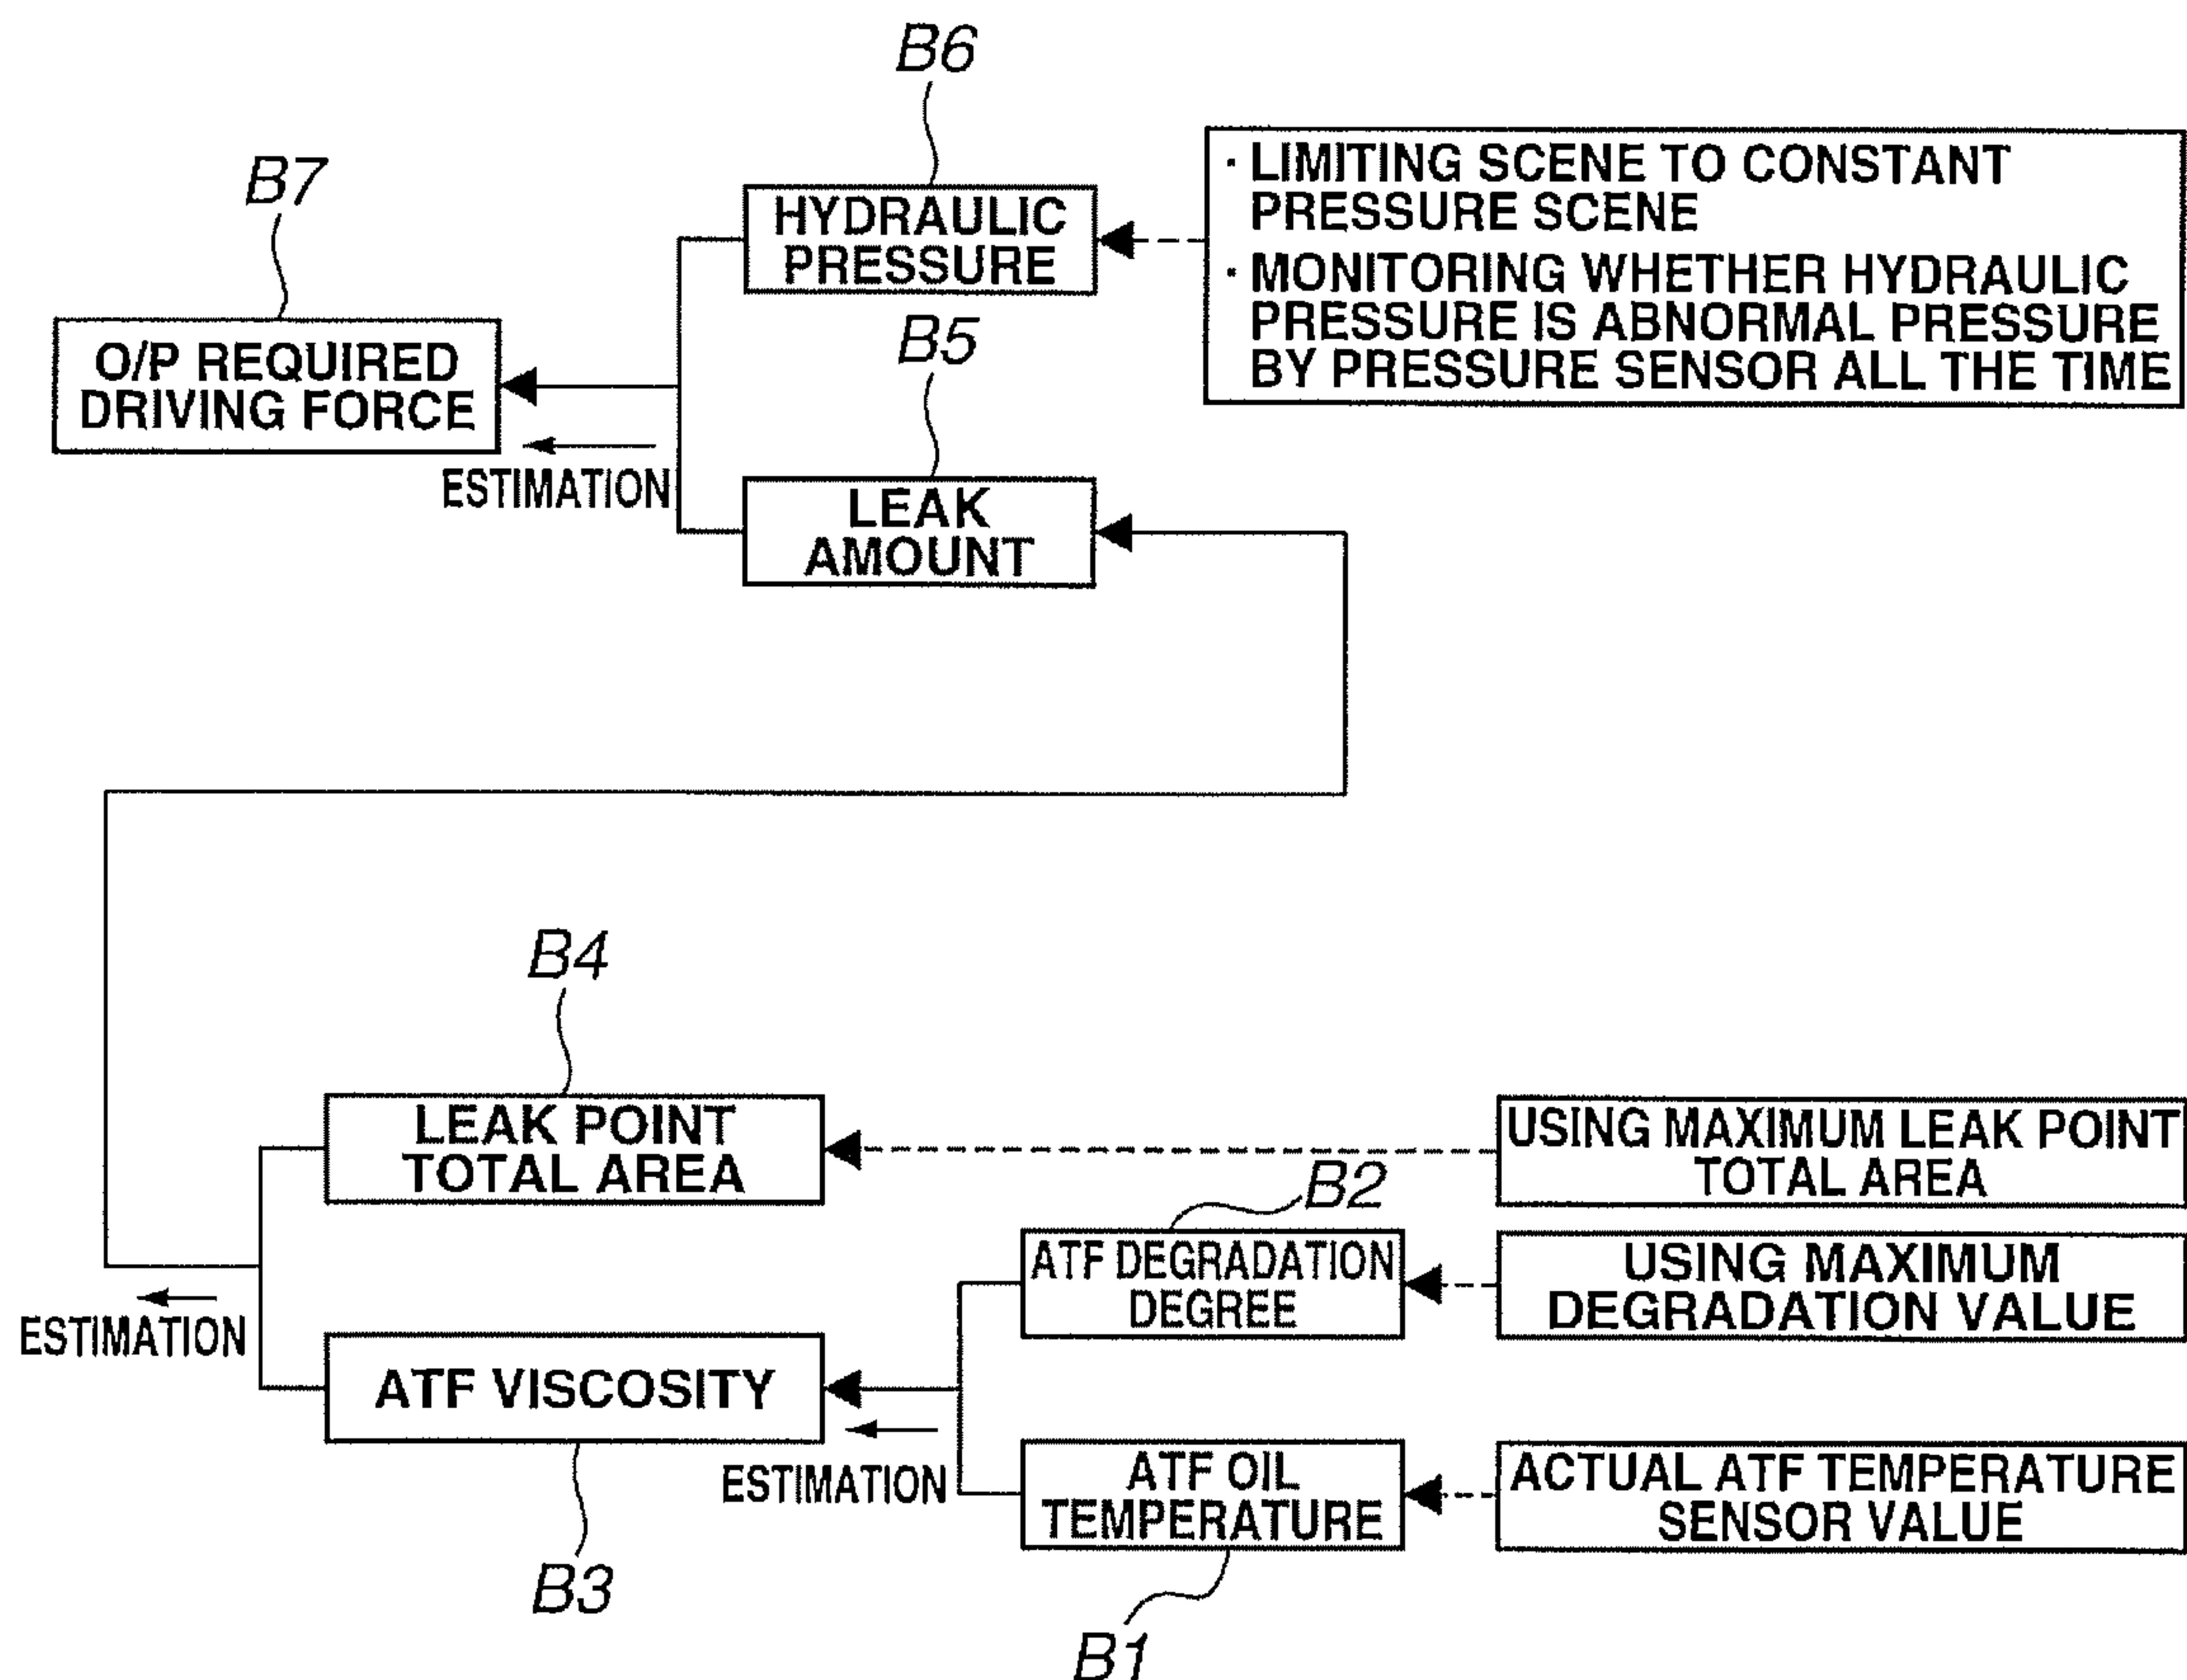 B6
B7
HYDRAULIC
PRESSURE
· LIMITING SCENE TO CONSTANT
PRESSURE SCENE
· MONITORING WHETHER HYDRAULIC
PRESSURE IS ABNORMAL PRESSURE
BY PRESSURE SENSOR ALL THE TIME
B5
O/P REQUIRED
DRIVING FORCE
ESTIMATION
LEAK
AMOUNT
B4
LEAK POINT
TOTAL AREA
USING MAXIMUM LEAK POINT
TOTAL AREA
B2
ATF DEGRADATION
DEGREE
USING MAXIMUM
DEGRADATION VALUE
ESTIMATION
ATF VISCOSITY
ESTIMATION
ATF OIL
TEMPERATURE
ACTUAL ATF TEMPERATURE
SENSOR VALUE
B3
B1